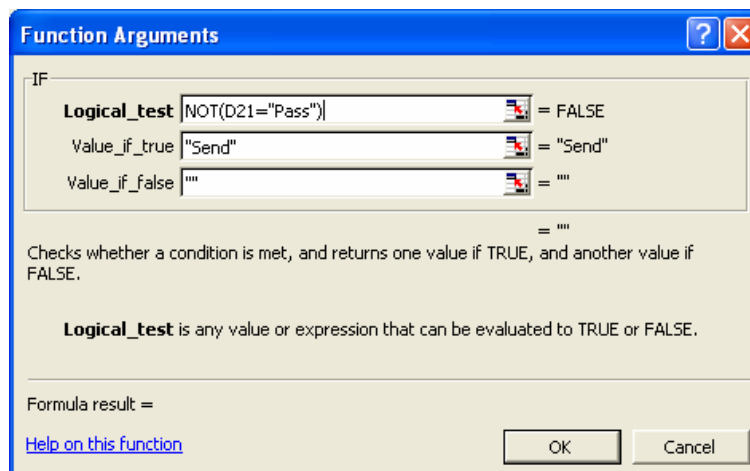 Function Arguments
IF
Logical_test NOT(D21="Pass") = FALSE
Value_if_true "Send" = "Send"
Value_if_false "" = ""
= ""
Checks whether a condition is met, and returns one value if TRUE, and another value if
FALSE.
Logical_test is any value or expression that can be evaluated to TRUE or FALSE.
Formula result =
Help on this function
OK
Cancel